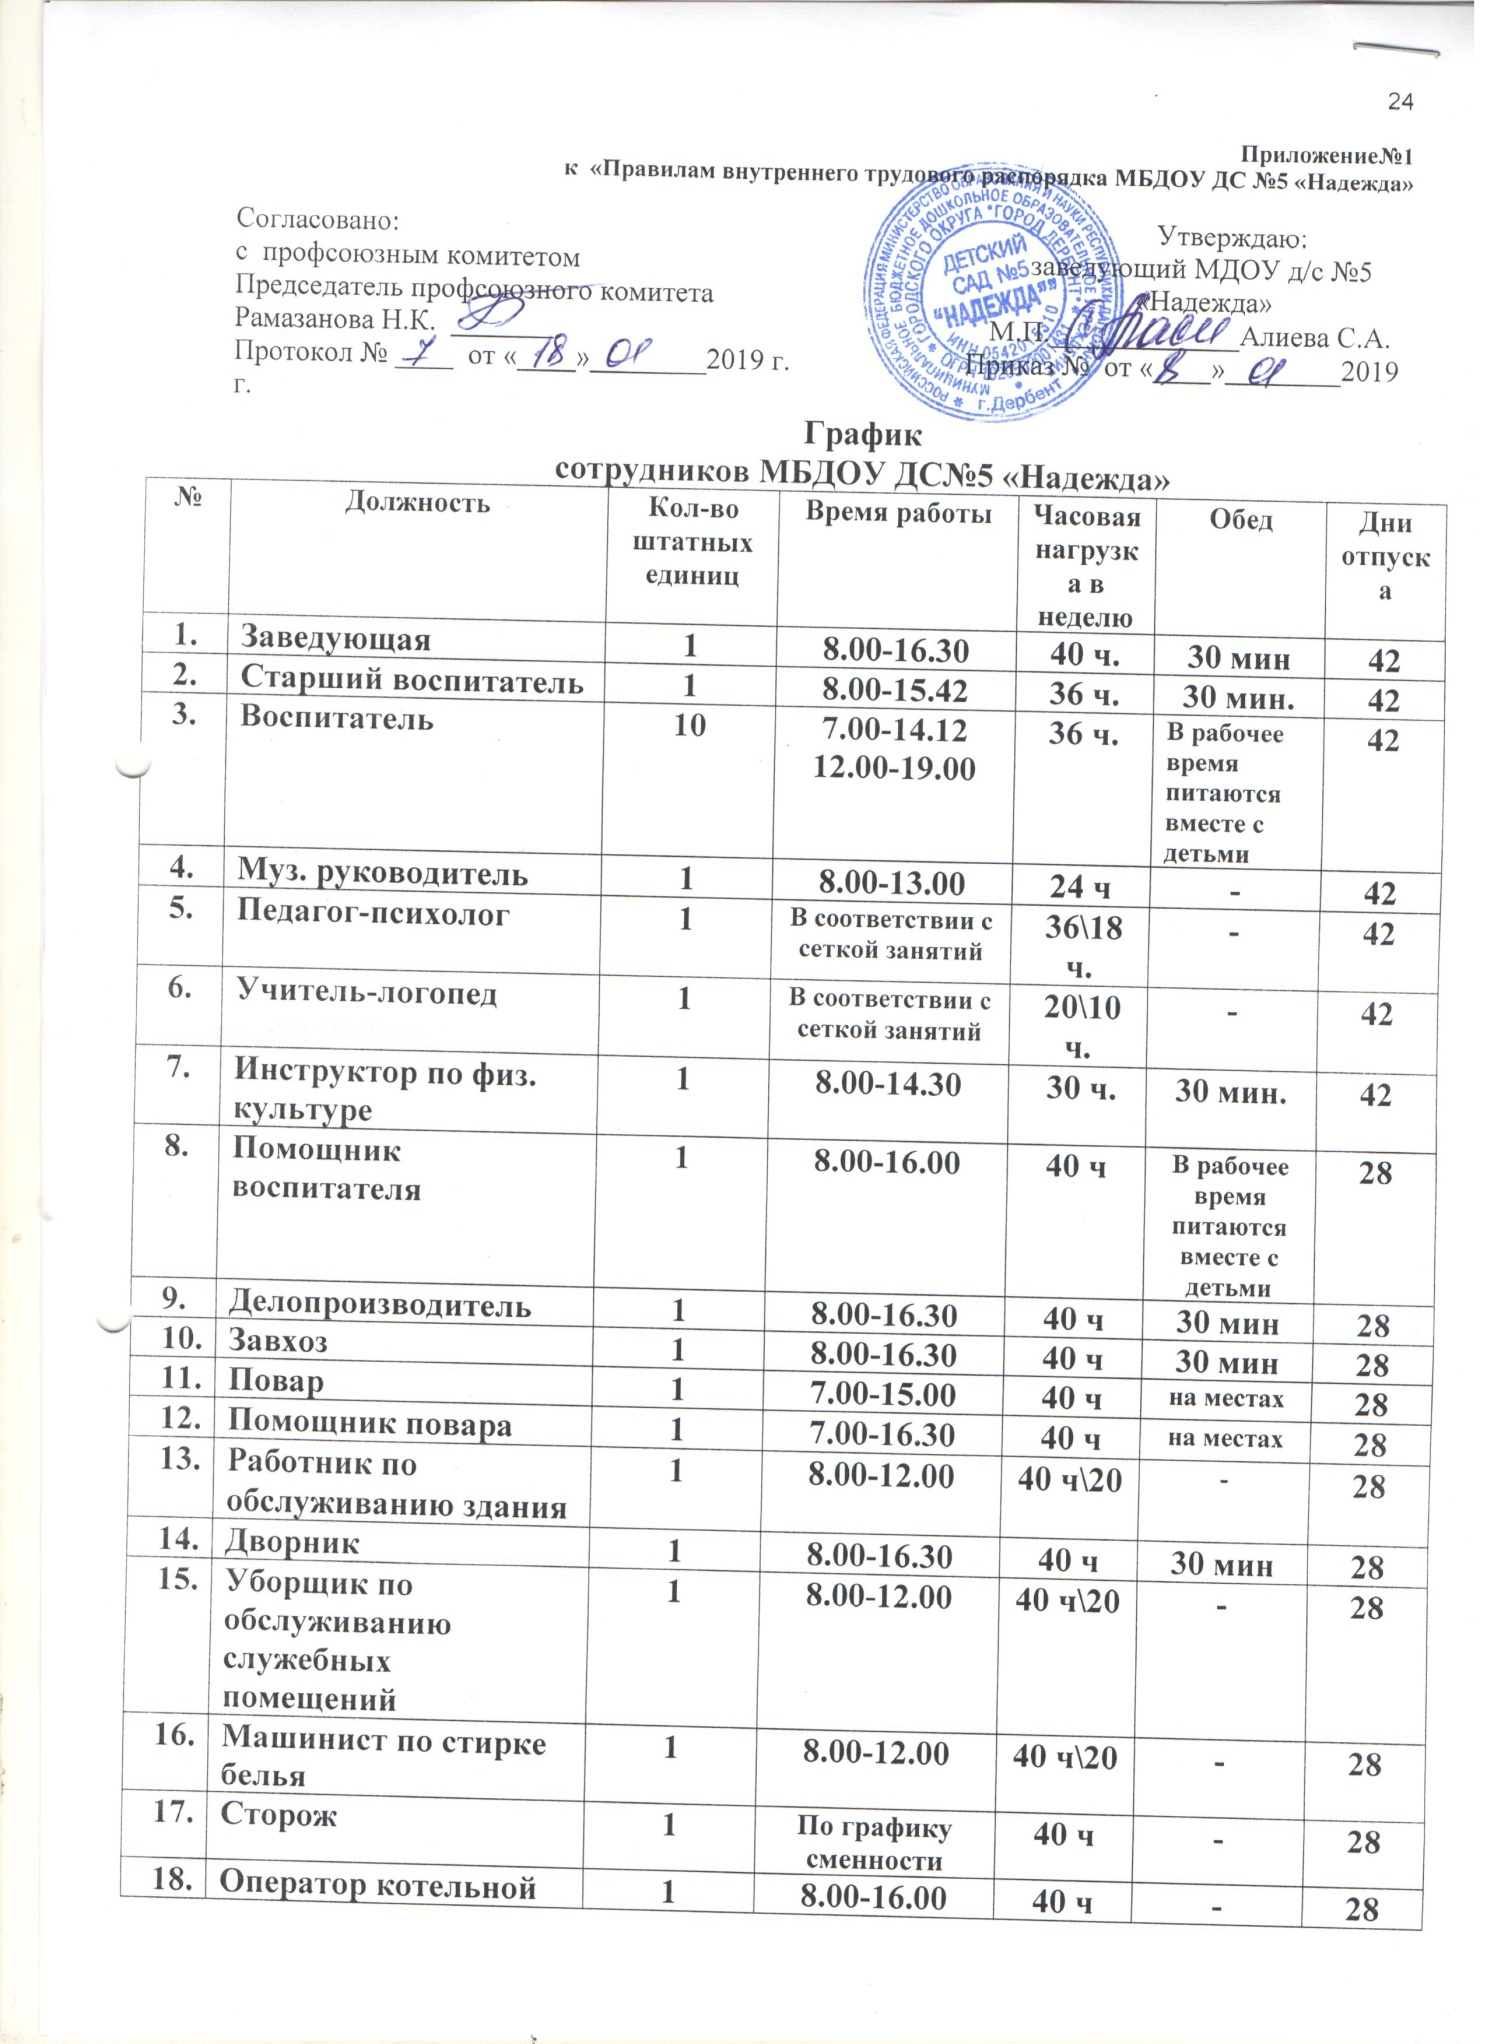 24
Приложение№1
к «Правилам внутреннего трудового распорядка МБДОУ ДС №5 «Надежда»
Согласовано:
с профсоюзным комитетом
Председатель профсоюзного комитета
Рамазанова Н.К. ________
Протокол № 7 от «18» 01 2019 г.
г.
Утверждаю:
заведующий МДОУ д/с №5
«Надежда»
М.П. ________ Алиева С.А.
Приказ № от «8» 01 2019
ДЕТСКИЙ
САД №5
"НАДЕЖДА"
г.Дербент
График
сотрудников МБДОУ ДС№5 «Надежда»
№ Должность Кол-во штатных единиц Время работы Часовая нагрузка в неделю Обед Дни отпуска
1. Заведующая 1 8.00-16.30 40 ч. 30 мин 42
2. Старший воспитатель 1 8.00-15.42 36 ч. 30 мин. 42
3. Воспитатель 10 7.00-14.12 12.00-19.00 36 ч. В рабочее время питаются вместе с детьми 42
4. Муз. руководитель 1 8.00-13.00 24 ч - 42
5. Педагог-психолог 1 В соответствии с сеткой занятий 36\18 ч. - 42
6. Учитель-логопед 1 В соответствии с сеткой занятий 20\10 ч. - 42
7. Инструктор по физ. культуре 1 8.00-14.30 30 ч. 30 мин. 42
8. Помощник воспитателя 1 8.00-16.00 40 ч В рабочее время питаются вместе с детьми 28
9. Делопроизводитель 1 8.00-16.30 40 ч 30 мин 28
10. Завхоз 1 8.00-16.30 40 ч 30 мин 28
11. Повар 1 7.00-15.00 40 ч на местах 28
12. Помощник повара 1 7.00-16.30 40 ч на местах 28
13. Работник по обслуживанию здания 1 8.00-12.00 40 ч\20 - 28
14. Дворник 1 8.00-16.30 40 ч 30 мин 28
15. Уборщик по обслуживанию служебных помещений 1 8.00-12.00 40 ч\20 - 28
16. Машинист по стирке белья 1 8.00-12.00 40 ч\20 - 28
17. Сторож 1 По графику сменности 40 ч - 28
18. Оператор котельной 1 8.00-16.00 40 ч - 28